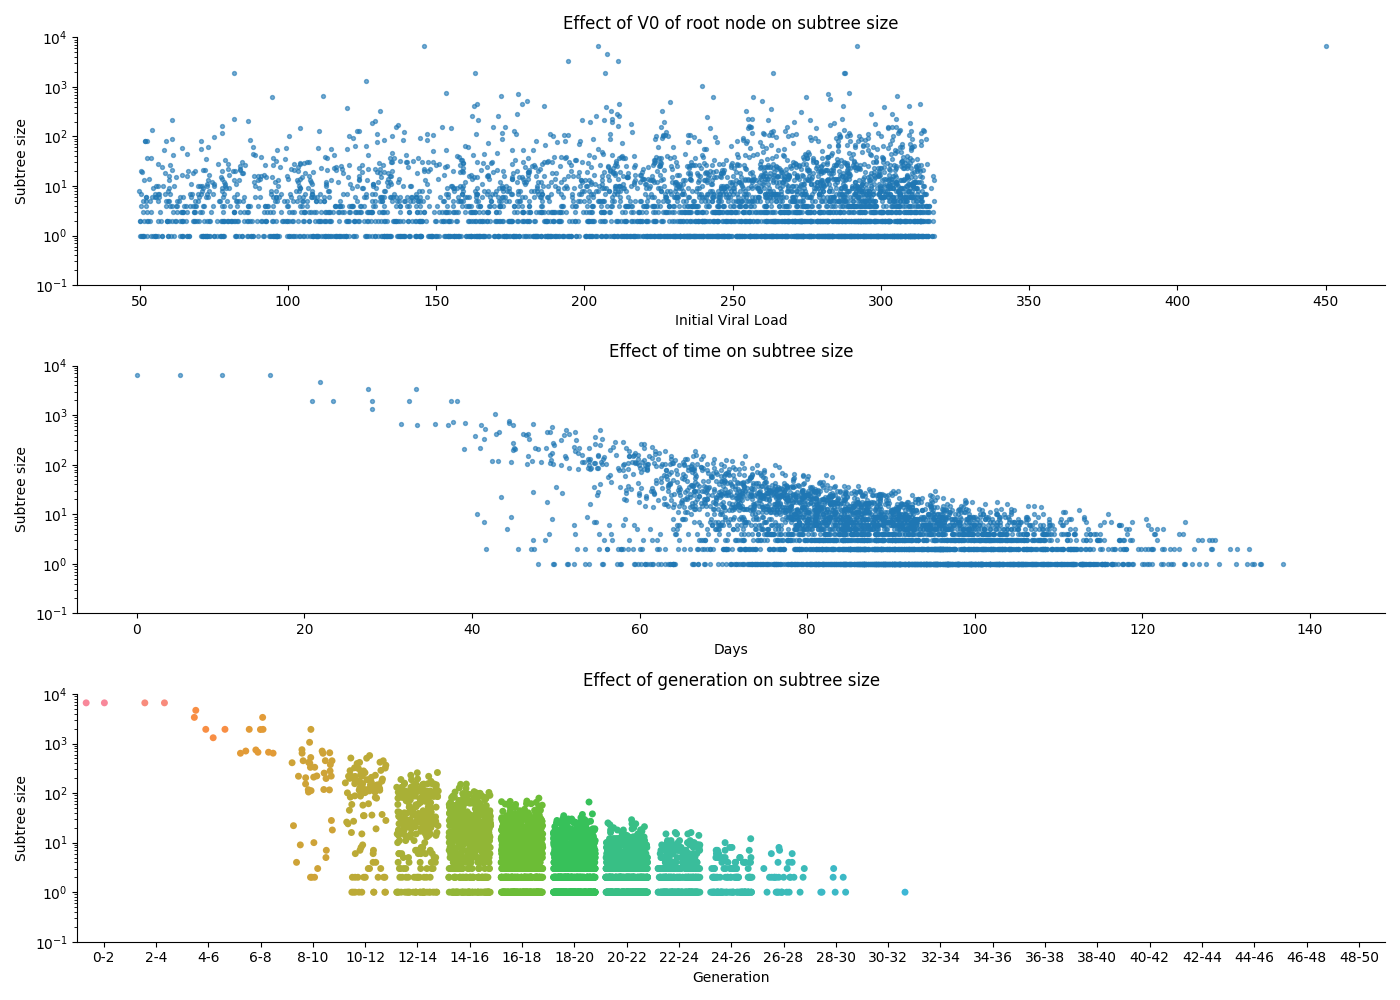 Effect of V0 of root node on subtree size
Subtree size
10^4
10^3
10^2
10^1
10^0
10^-1
50 100 150 200 250 300 350 400 450
Initial Viral Load
Effect of time on subtree size
Subtree size
10^4
10^3
10^2
10^1
10^0
10^-1
0 20 40 60 80 100 120 140
Days
Effect of generation on subtree size
Subtree size
10^4
10^3
10^2
10^1
10^0
10^-1
0-2 2-4 4-6 6-8 8-10 10-12 12-14 14-16 16-18 18-20 20-22 22-24 24-26 26-28 28-30 30-32 32-34 34-36 36-38 38-40 40-42 42-44 44-46 46-48 48-50
Generation